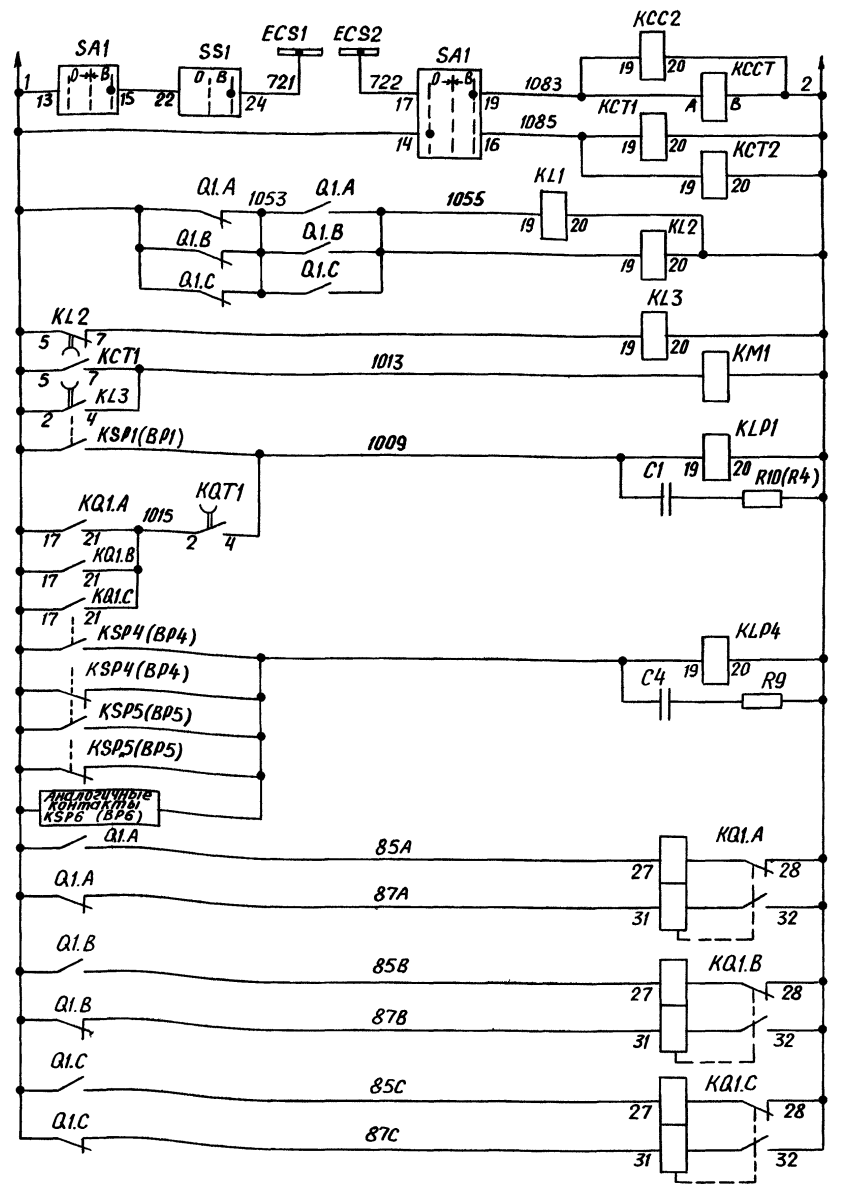 KCC2
ECS1 ECS2
SA1 SS1 SA1
19 20 KCCT
1 О В О В 721 722 О В 1083 A B 2
13 15 22 24 17 19 KCT1
1085
14 16 19 20 KCT2
19 20
Q1.A 1053 Q1.A 1055 KL1
19 20 KL2
Q1.B Q1.B
19 20
Q1.C Q1.C
KL3
KL2
5 7 19 20
KCT1 1013 KM1
5 7
KL3
2 4
KSP1(BP1) 1009 KLP1
19 20
C1 R10(R4)
KQ1.A 1015 KQT1
17 21 2 4
KQ1.B
17 21
KQ1.C
17 21
KSP4(BP4) KLP4
19 20
KSP4(BP4) C4 R9
KSP5(BP5)
KSP5(BP5)
Аналогичные
контакты
KSP6 (BP6)
Q1.A 85A KQ1.A
27 28
Q1.A 87A
31 32
Q1.B 85B KQ1.B
27 28
Q1.B 87B
31 32
Q1.C 85C KQ1.C
27 28
Q1.C 87C
31 32